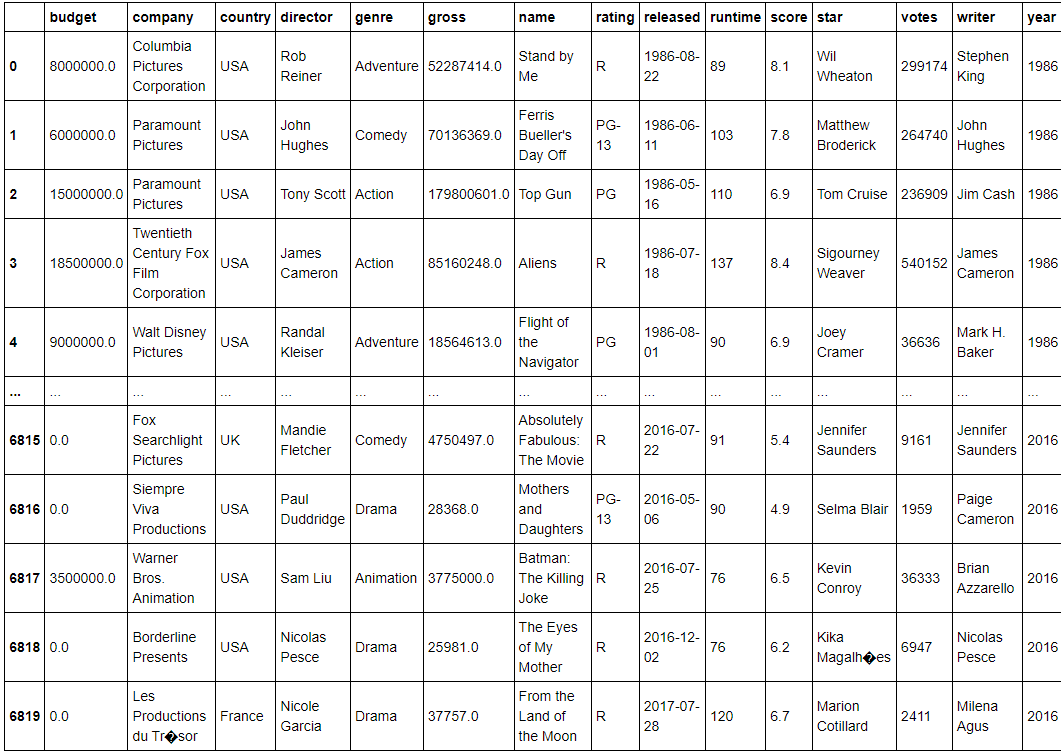 budget company country director genre gross name rating released runtime score star votes writer year
0 8000000.0 Columbia Pictures Corporation USA Rob Reiner Adventure 52287414.0 Stand by Me R 1986-08-22 89 8.1 Wil Wheaton 299174 Stephen King 1986
1 6000000.0 Paramount Pictures USA John Hughes Comedy 70136369.0 Ferris Bueller's Day Off PG-13 1986-06-11 103 7.8 Matthew Broderick 264740 John Hughes 1986
2 15000000.0 Paramount Pictures USA Tony Scott Action 179800601.0 Top Gun PG 1986-05-16 110 6.9 Tom Cruise 236909 Jim Cash 1986
3 18500000.0 Twentieth Century Fox Film Corporation USA James Cameron Action 85160248.0 Aliens R 1986-07-18 137 8.4 Sigourney Weaver 540152 James Cameron 1986
4 9000000.0 Walt Disney Pictures USA Randal Kleiser Adventure 18564613.0 Flight of the Navigator PG 1986-08-01 90 6.9 Joey Cramer 36636 Mark H. Baker 1986
... ... ... ... ... ... ... ... ... ... ... ... ... ... ... ...
6815 0.0 Fox Searchlight Pictures UK Mandie Fletcher Comedy 4750497.0 Absolutely Fabulous: The Movie R 2016-07-22 91 5.4 Jennifer Saunders 9161 Jennifer Saunders 2016
6816 0.0 Siempre Viva Productions USA Paul Duddridge Drama 28368.0 Mothers and Daughters PG-13 2016-05-06 90 4.9 Selma Blair 1959 Paige Cameron 2016
6817 3500000.0 Warner Bros. Animation USA Sam Liu Animation 3775000.0 Batman: The Killing Joke R 2016-07-25 76 6.5 Kevin Conroy 36333 Brian Azzarello 2016
6818 0.0 Borderline Presents USA Nicolas Pesce Drama 25981.0 The Eyes of My Mother R 2016-12-02 76 6.2 Kika Magalh�es 6947 Nicolas Pesce 2016
6819 0.0 Les Productions du Tr�sor France Nicole Garcia Drama 37757.0 From the Land of the Moon R 2017-07-28 120 6.7 Marion Cotillard 2411 Milena Agus 2016